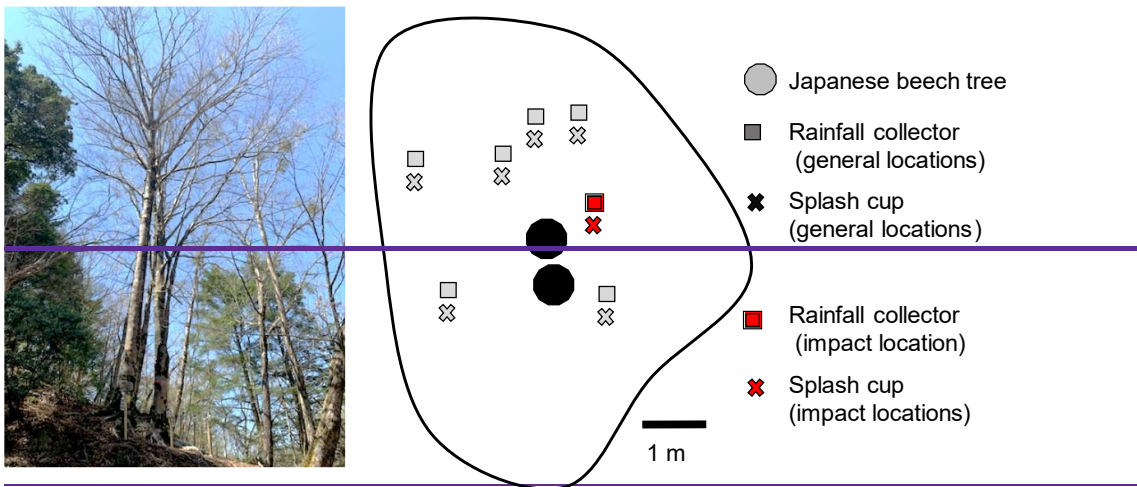 Japanese beech tree
Rainfall collector
(general locations)
Splash cup
(general locations)
Rainfall collector
(impact location)
Splash cup
(impact locations)
1 m